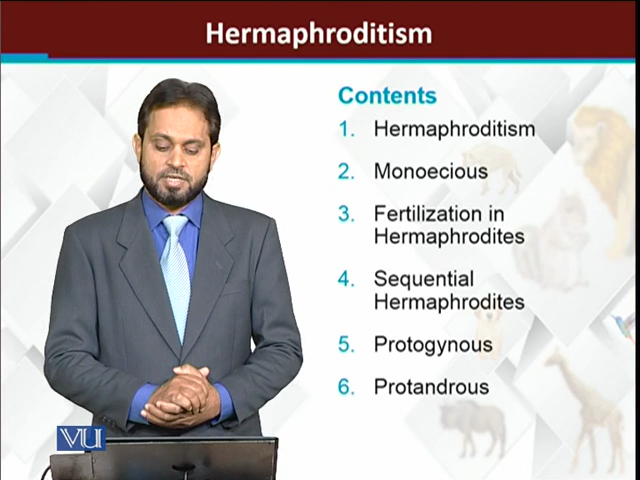 Hermaphroditism
Contents
1. Hermaphroditism
2. Monoecious
3. Fertilization in
Hermaphrodites
4. Sequential
Hermaphrodites
5. Protogynous
6. Protandrous
VU